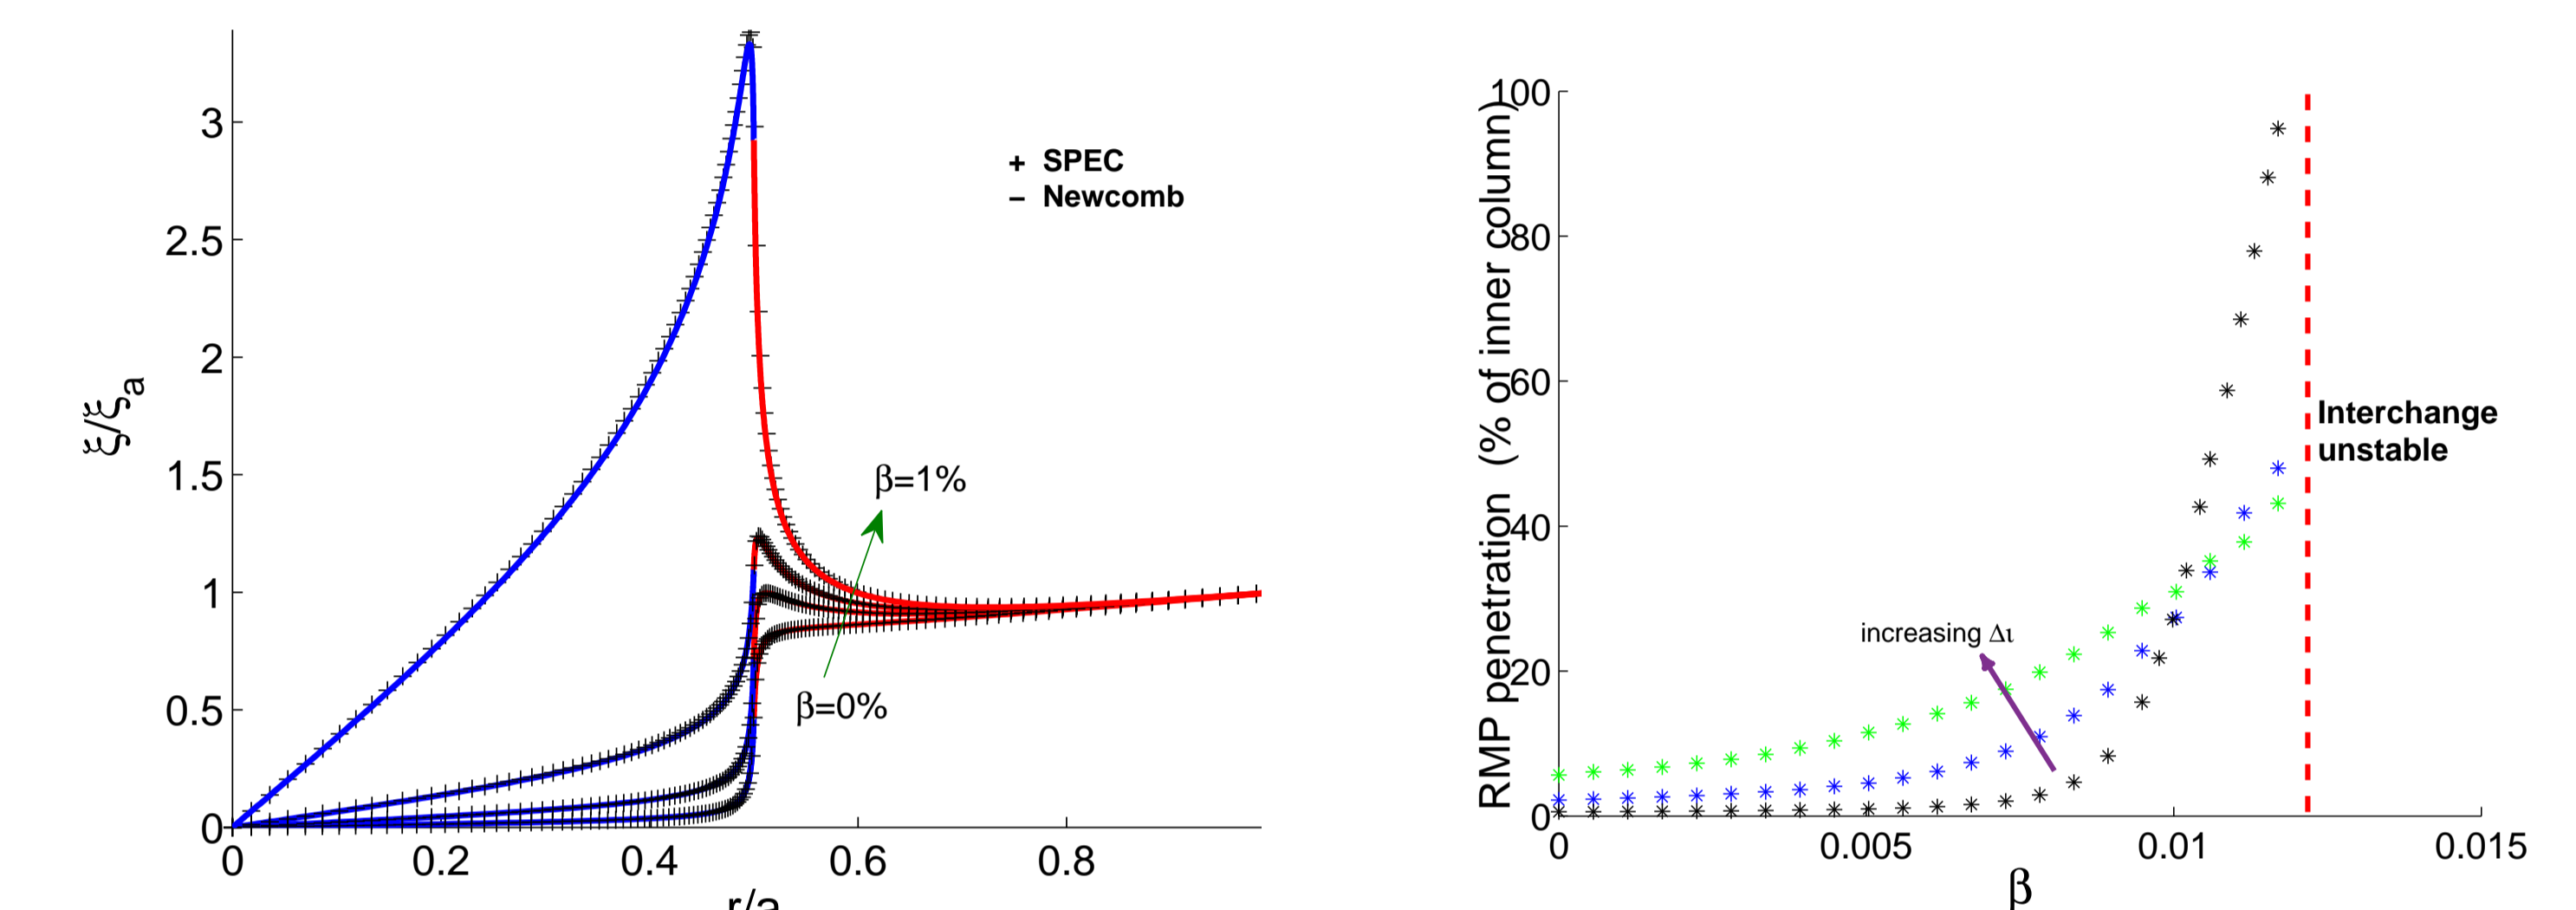 3
2.5
2
1.5
1
0.5
0
0
0.2
0.4
0.6
0.8
ξ/ξa
r/a
+ SPEC
– Newcomb
β=1%
β=0%
100
80
60
40
20
0
0
0.005
0.01
0.015
RMP penetration (% of inner column)
β
increasing Δι
Interchange
unstable